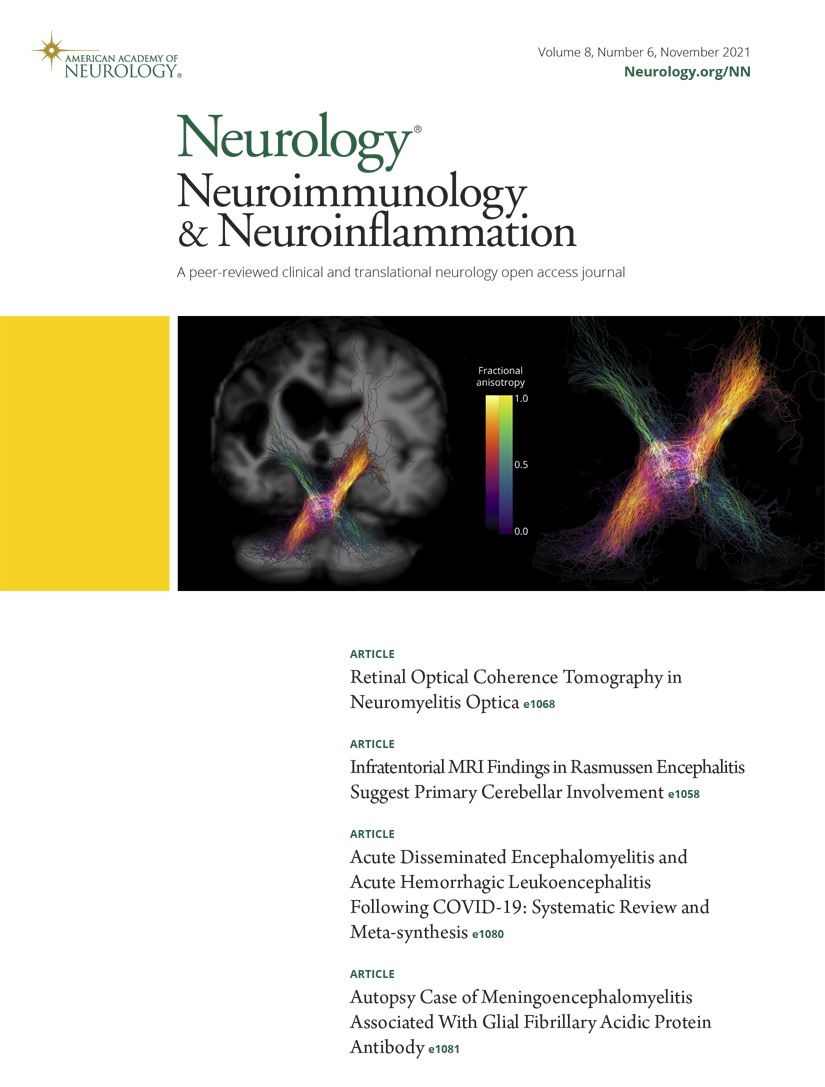 AMERICAN ACADEMY OF
NEUROLOGY®
Volume 8, Number 6, November 2021
Neurology.org/NN
Neurology®
Neuroimmunology
& Neuroinflammation
A peer-reviewed clinical and translational neurology open access journal
Fractional
anisotropy
1.0
0.5
0.0
ARTICLE
Retinal Optical Coherence Tomography in
Neuromyelitis Optica e1068
ARTICLE
Infratentorial MRI Findings in Rasmussen Encephalitis
Suggest Primary Cerebellar Involvement e1058
ARTICLE
Acute Disseminated Encephalomyelitis and
Acute Hemorrhagic Leukoencephalitis
Following COVID-19: Systematic Review and
Meta-synthesis e1080
ARTICLE
Autopsy Case of Meningoencephalomyelitis
Associated With Glial Fibrillary Acidic Protein
Antibody e1081